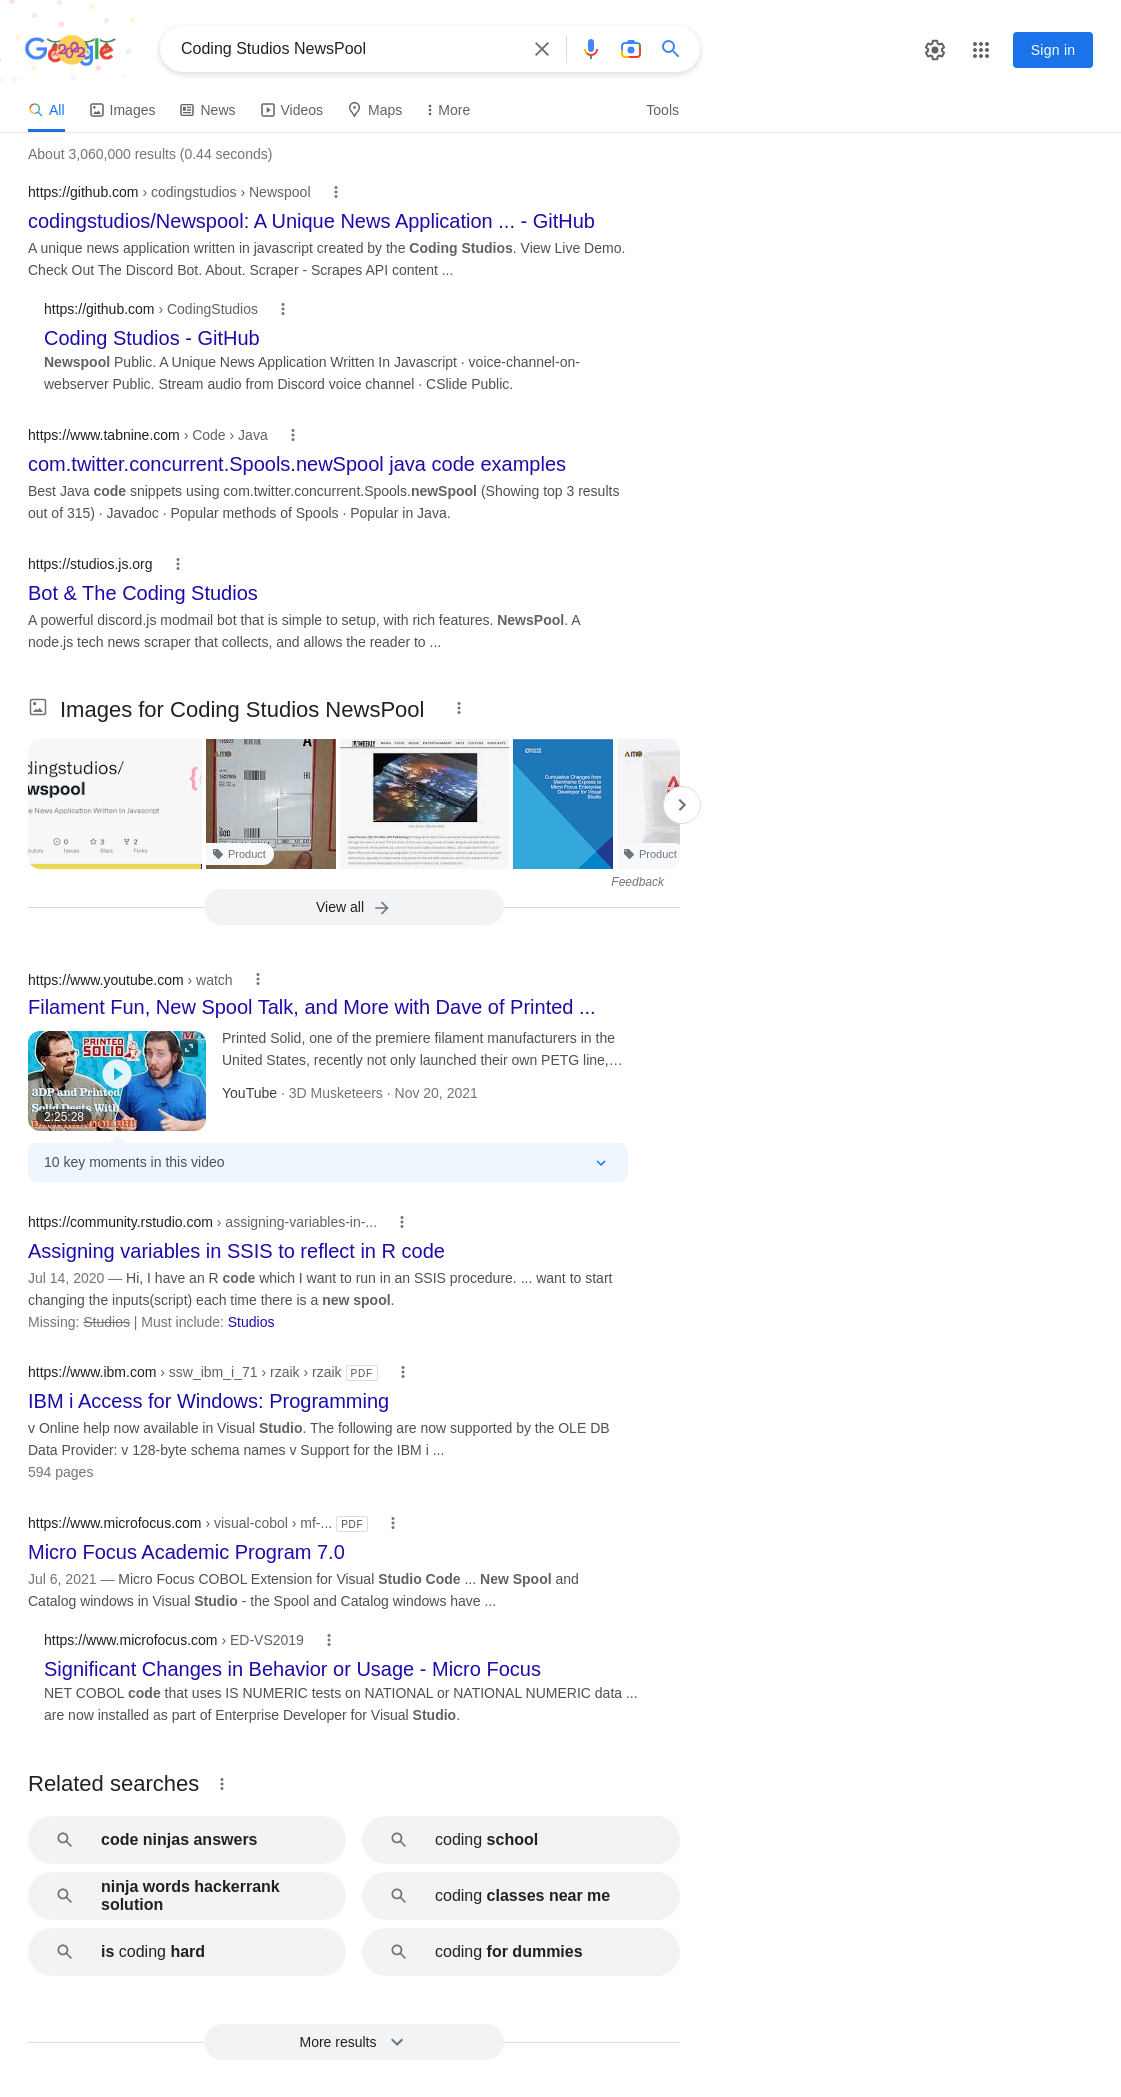 Google
Coding Studios NewsPool
Sign in
All Images News Videos Maps More Tools
About 3,060,000 results (0.44 seconds)
https://github.com › codingstudios › Newspool
codingstudios/Newspool: A Unique News Application ... - GitHub
A unique news application written in javascript created by the Coding Studios. View Live Demo.
Check Out The Discord Bot. About. Scraper - Scrapes API content ...
https://github.com › CodingStudios
Coding Studios - GitHub
Newspool Public. A Unique News Application Written In Javascript · voice-channel-on-
webserver Public. Stream audio from Discord voice channel · CSlide Public.
https://www.tabnine.com › Code › Java
com.twitter.concurrent.Spools.newSpool java code examples
Best Java code snippets using com.twitter.concurrent.Spools.newSpool (Showing top 3 results
out of 315) · Javadoc · Popular methods of Spools · Popular in Java.
https://studios.js.org
Bot & The Coding Studios
A powerful discord.js modmail bot that is simple to setup, with rich features. NewsPool. A
node.js tech news scraper that collects, and allows the reader to ...
Images for Coding Studios NewsPool
dingstudios/
wspool
e News Application Written In Javascript
0 3 2
Issues Stars Forks
Product
WEEKLY
Cumulative Changes from
Mainframe Express to
Micro Focus Enterprise
Developer for Visual
Studio
Product
Feedback
View all
https://www.youtube.com › watch
Filament Fun, New Spool Talk, and More with Dave of Printed ...
PRINTED
SOLID
3DP and Printed
Solid Deets With
2:25:28
Printed Solid, one of the premiere filament manufacturers in the
United States, recently not only launched their own PETG line,…
YouTube · 3D Musketeers · Nov 20, 2021
10 key moments in this video
https://community.rstudio.com › assigning-variables-in-...
Assigning variables in SSIS to reflect in R code
Jul 14, 2020 — Hi, I have an R code which I want to run in an SSIS procedure. ... want to start
changing the inputs(script) each time there is a new spool.
Missing: Studios | Must include: Studios
https://www.ibm.com › ssw_ibm_i_71 › rzaik › rzaik PDF
IBM i Access for Windows: Programming
v Online help now available in Visual Studio. The following are now supported by the OLE DB
Data Provider: v 128-byte schema names v Support for the IBM i ...
594 pages
https://www.microfocus.com › visual-cobol › mf-... PDF
Micro Focus Academic Program 7.0
Jul 6, 2021 — Micro Focus COBOL Extension for Visual Studio Code ... New Spool and
Catalog windows in Visual Studio - the Spool and Catalog windows have ...
https://www.microfocus.com › ED-VS2019
Significant Changes in Behavior or Usage - Micro Focus
NET COBOL code that uses IS NUMERIC tests on NATIONAL or NATIONAL NUMERIC data ...
are now installed as part of Enterprise Developer for Visual Studio.
Related searches
code ninjas answers
coding school
ninja words hackerrank
solution
coding classes near me
is coding hard
coding for dummies
More results